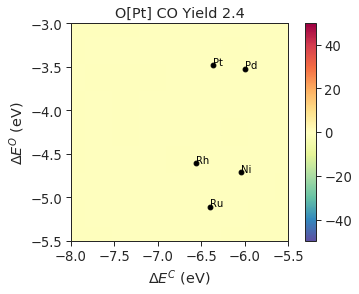 O[Pt] CO Yield 2.4
−3.0
−3.5
−4.0
−4.5
−5.0
−5.5
ΔE^O (eV)
Pt
Pd
Rh
Ni
Ru
−8.0 −7.5 −7.0 −6.5 −6.0 −5.5
ΔE^C (eV)
40
20
0
−20
−40